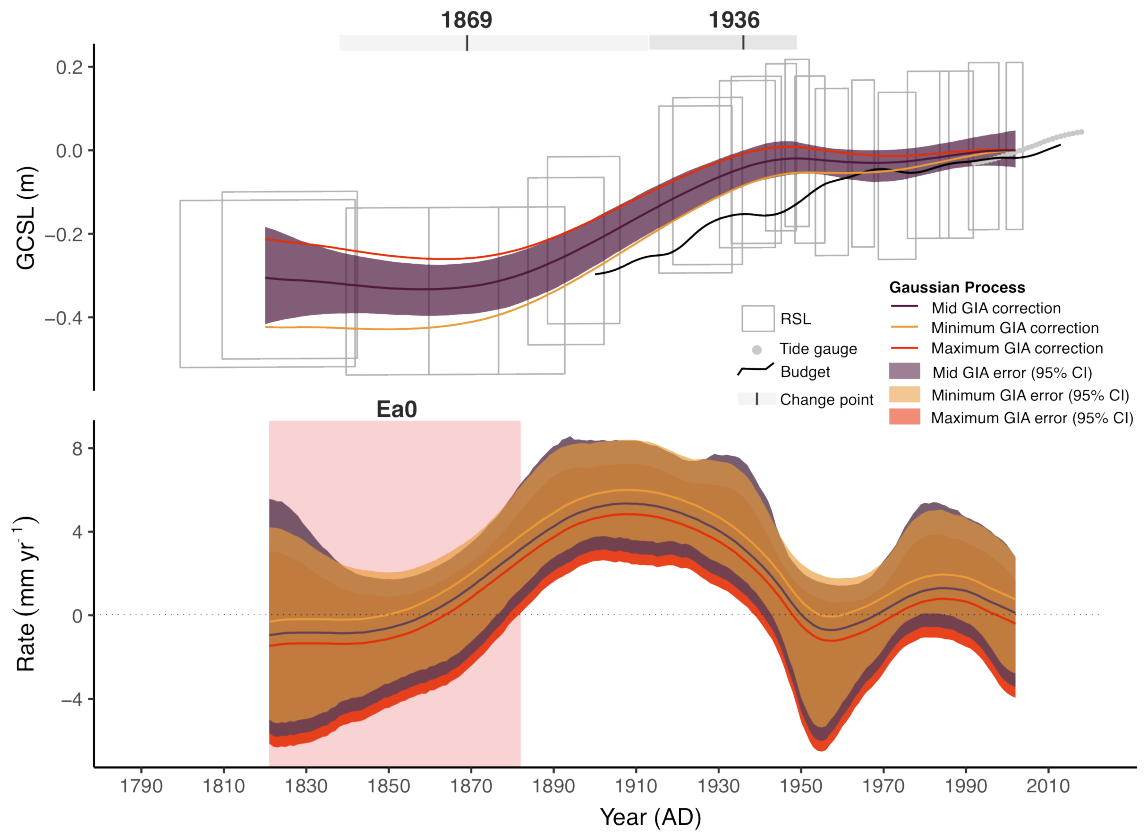 1869 1936
GCSL (m)
0.2
0.0
−0.2
−0.4
Gaussian Process
Mid GIA correction
Minimum GIA correction
Maximum GIA correction
Mid GIA error (95% CI)
Minimum GIA error (95% CI)
Maximum GIA error (95% CI)
RSL
Tide gauge
Budget
Change point
Ea0
Rate (mm yr⁻¹)
8
4
0
−4
1790 1810 1830 1850 1870 1890 1910 1930 1950 1970 1990 2010
Year (AD)